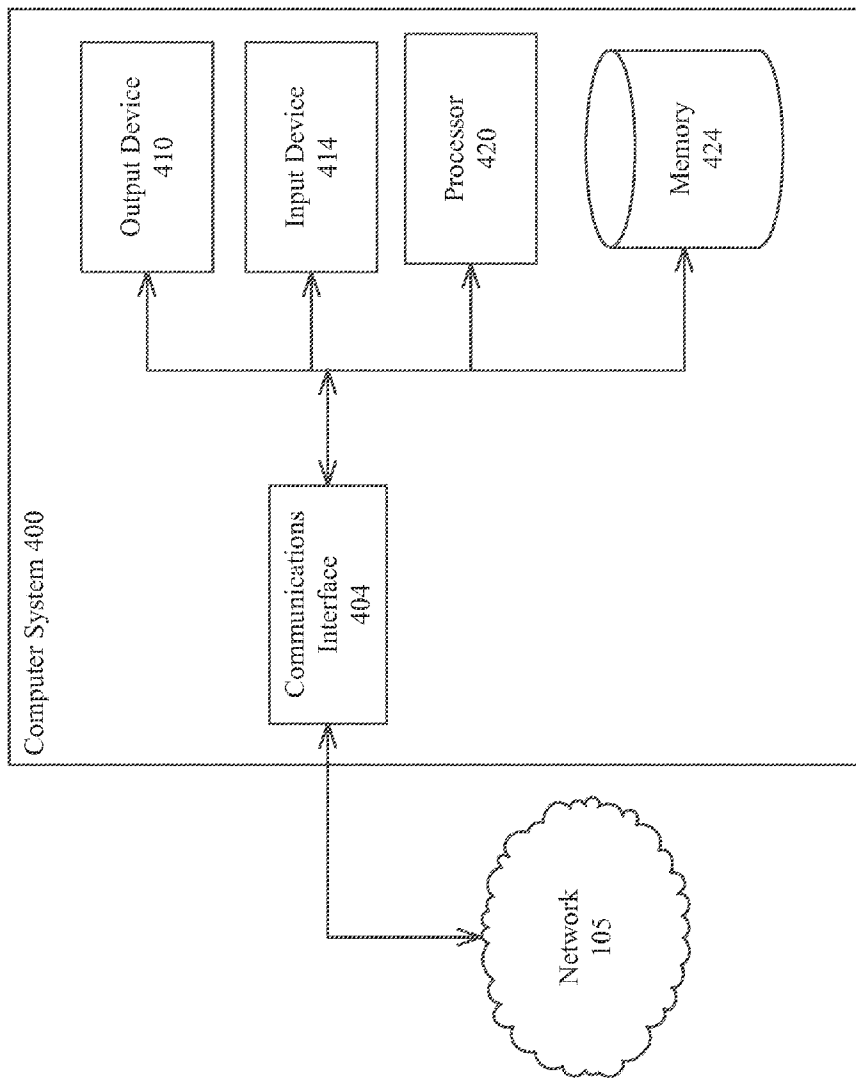 Computer System 400
Output Device
410
Input Device
414
Processor
420
Memory
424
Communications
Interface
404
Network
105